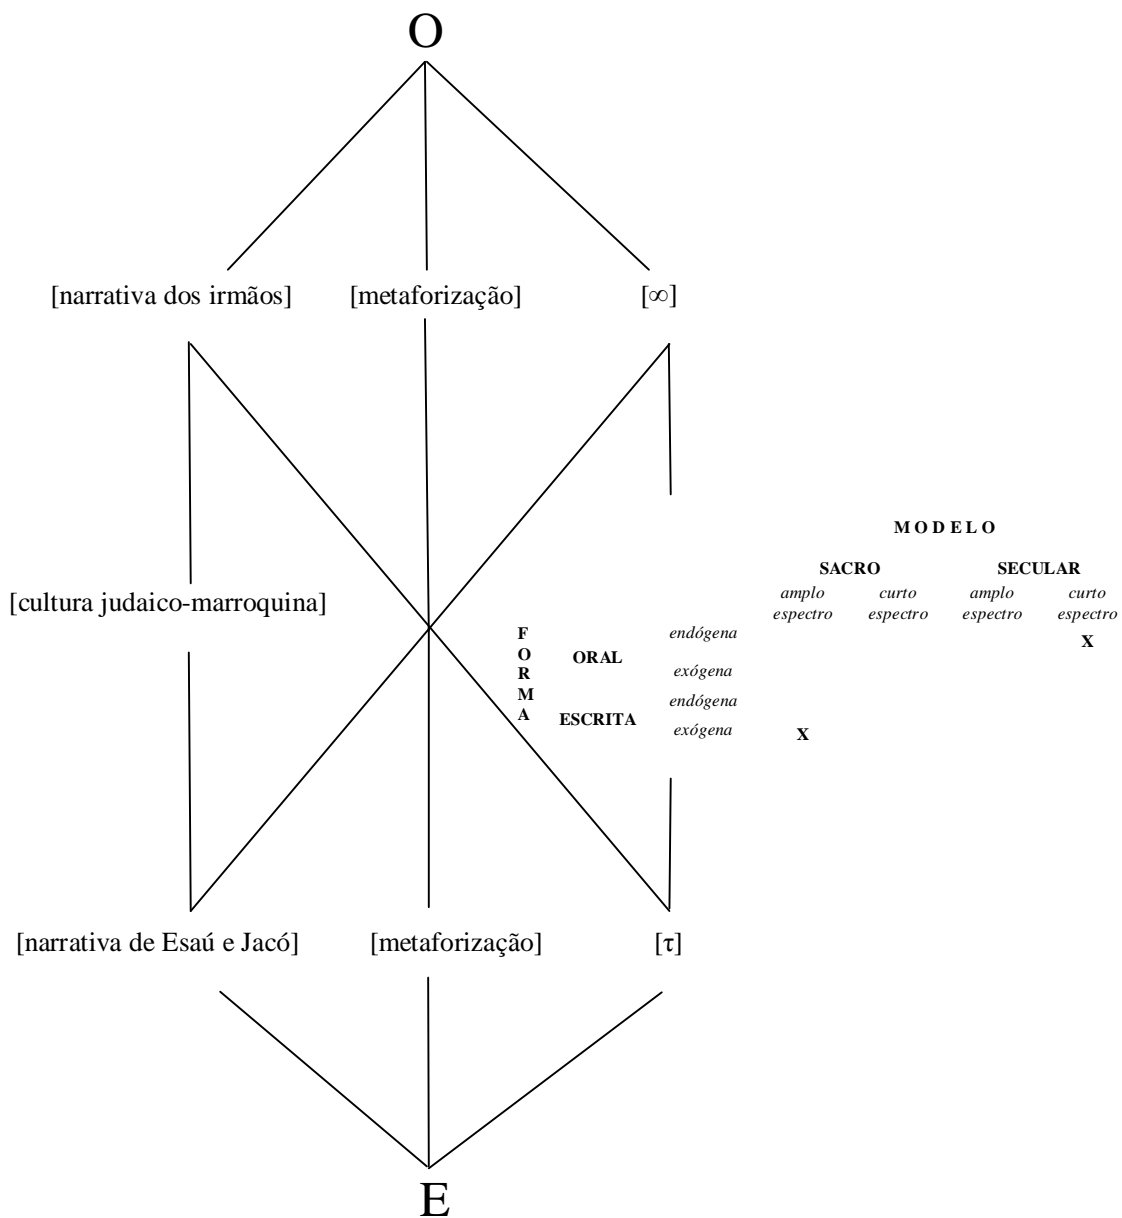 O
[narrativa dos irmãos] [metaforização] [∞]
M O D E L O
SACRO SECULAR
amplo espectro curto espectro amplo espectro curto espectro
[cultura judaico-marroquina]
FORMA
ORAL
endógena X
exógena
ESCRITA
endógena
exógena X
[narrativa de Esaú e Jacó] [metaforização] [τ]
E